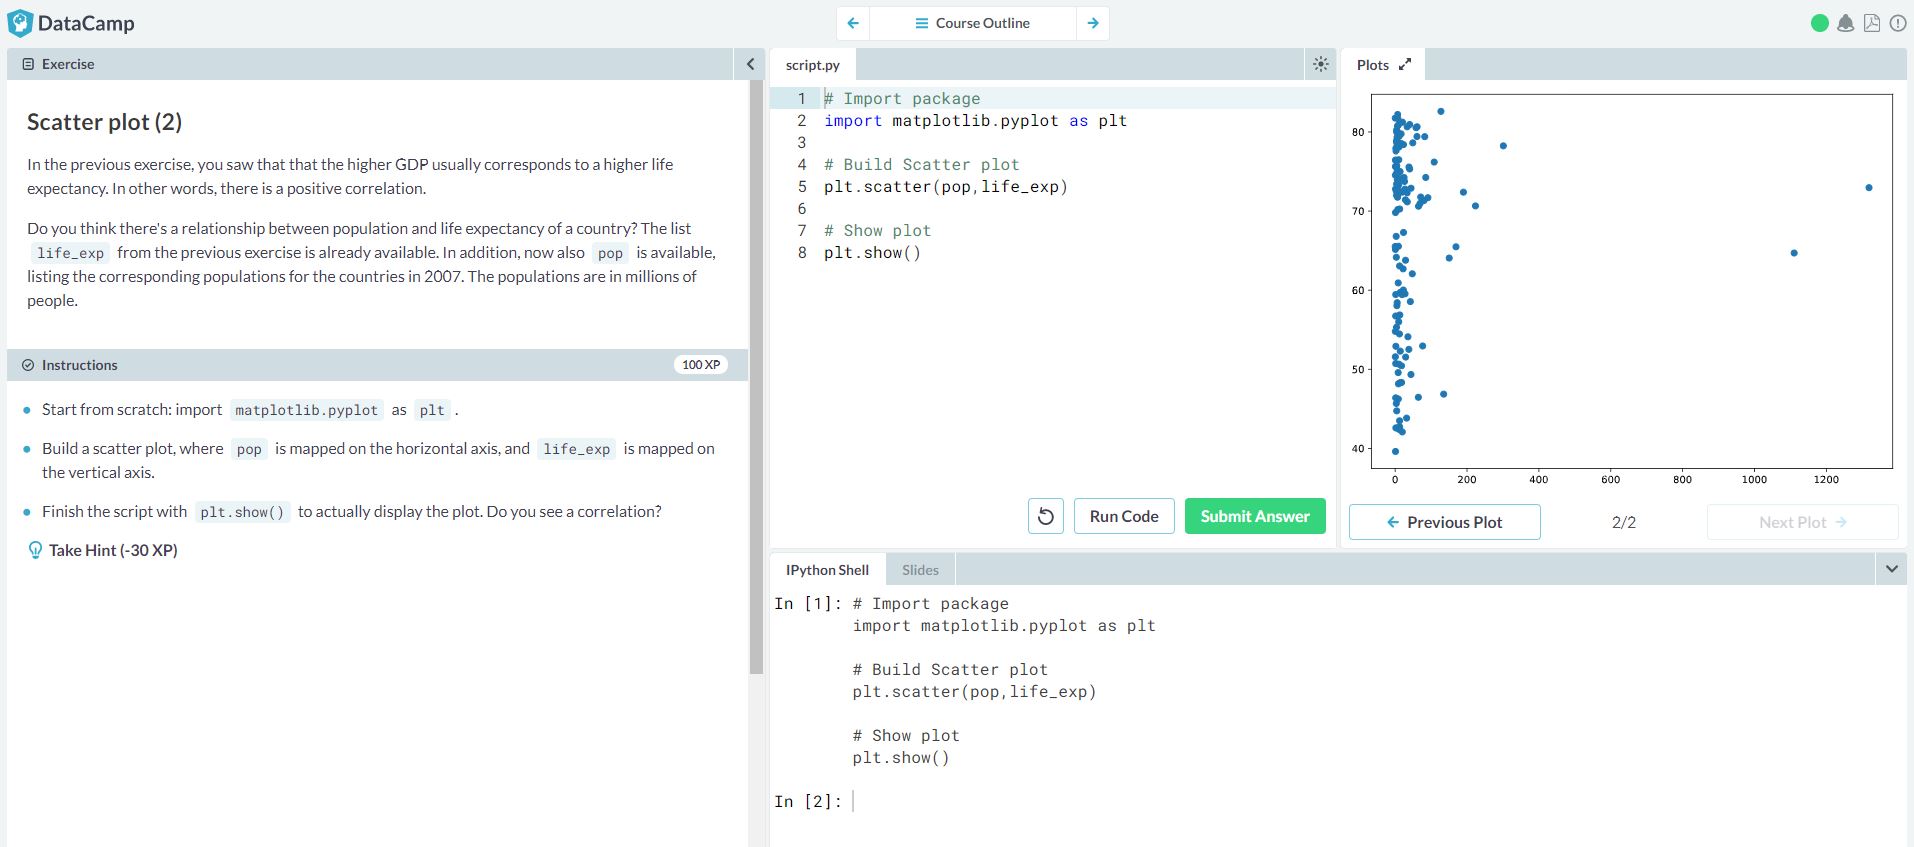 DataCamp
Course Outline
Exercise
Scatter plot (2)
In the previous exercise, you saw that that the higher GDP usually corresponds to a higher life
expectancy. In other words, there is a positive correlation.
Do you think there's a relationship between population and life expectancy of a country? The list
life_exp from the previous exercise is already available. In addition, now also pop is available,
listing the corresponding populations for the countries in 2007. The populations are in millions of
people.
Instructions
100 XP
Start from scratch: import matplotlib.pyplot as plt .
Build a scatter plot, where pop is mapped on the horizontal axis, and life_exp is mapped on
the vertical axis.
Finish the script with plt.show() to actually display the plot. Do you see a correlation?
Take Hint (-30 XP)
script.py
1 # Import package
2 import matplotlib.pyplot as plt
3
4 # Build Scatter plot
5 plt.scatter(pop,life_exp)
6
7 # Show plot
8 plt.show()
Run Code
Submit Answer
Plots
80
70
60
50
40
0 200 400 600 800 1000 1200
Previous Plot
2/2
Next Plot
IPython Shell
Slides
In [1]: # Import package
import matplotlib.pyplot as plt
# Build Scatter plot
plt.scatter(pop,life_exp)
# Show plot
plt.show()
In [2]: